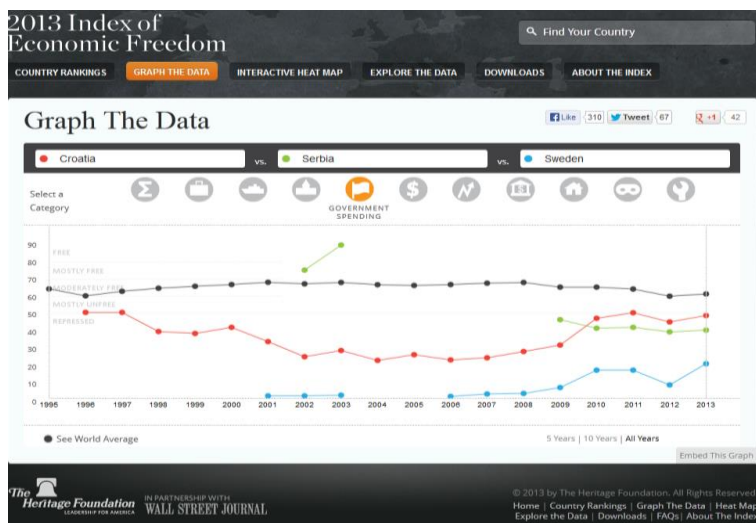 2013 Index of
Economic Freedom
Find Your Country
COUNTRY RANKINGS GRAPH THE DATA INTERACTIVE HEAT MAP EXPLORE THE DATA DOWNLOADS ABOUT THE INDEX
Graph The Data
Like 310 Tweet 67 +1 42
Croatia vs. Serbia vs. Sweden
Select a
Category
GOVERNMENT
SPENDING
90
FREE
80
MOSTLY FREE
70
MODERATELY FREE
60
MOSTLY UNFREE
50
REPRESSED
40
30
20
10
0
1995 1996 1997 1998 1999 2000 2001 2002 2003 2004 2005 2006 2007 2008 2009 2010 2011 2012 2013
See World Average
5 Years | 10 Years | All Years
Embed This Graph
The Heritage Foundation
LEADERSHIP FOR AMERICA
IN PARTNERSHIP WITH
WALL STREET JOURNAL
© 2013 by The Heritage Foundation. All Rights Reserved
Home | Country Rankings | Graph The Data | Heat Map
Explore the Data | Downloads | FAQs | About The Index